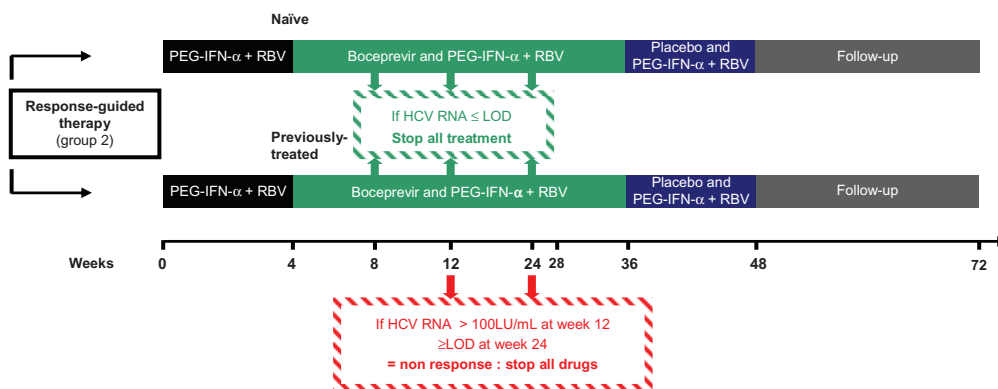 Naïve
PEG-IFN-α + RBV
Boceprevir and PEG-IFN-α + RBV
Placebo and
PEG-IFN-α + RBV
Follow-up
Response-guided
therapy
(group 2)
If HCV RNA ≤ LOD
Stop all treatment
Previously-
treated
PEG-IFN-α + RBV
Boceprevir and PEG-IFN-α + RBV
Placebo and
PEG-IFN-α + RBV
Follow-up
Weeks
0 4 8 12 24 28 36 48 72
If HCV RNA > 100LU/mL at week 12
≥LOD at week 24
= non response : stop all drugs